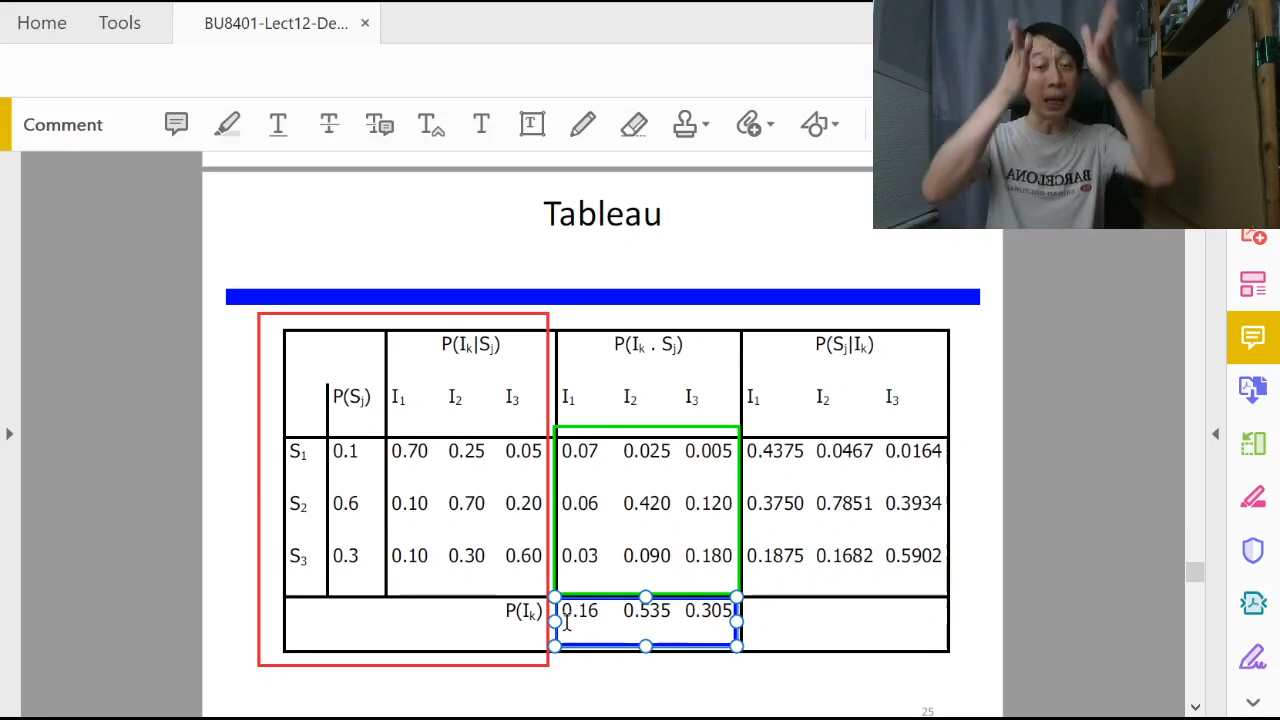 Home Tools BU8401-Lect12-De... ×
Comment
BARCELONA
Tableau
P(Iₖ|Sⱼ) P(Iₖ . Sⱼ) P(Sⱼ|Iₖ)
P(Sⱼ) I₁ I₂ I₃ I₁ I₂ I₃ I₁ I₂ I₃
S₁ 0.1 0.70 0.25 0.05 0.07 0.025 0.005 0.4375 0.0467 0.0164
S₂ 0.6 0.10 0.70 0.20 0.06 0.420 0.120 0.3750 0.7851 0.3934
S₃ 0.3 0.10 0.30 0.60 0.03 0.090 0.180 0.1875 0.1682 0.5902
P(Iₖ) 0.16 0.535 0.305
25